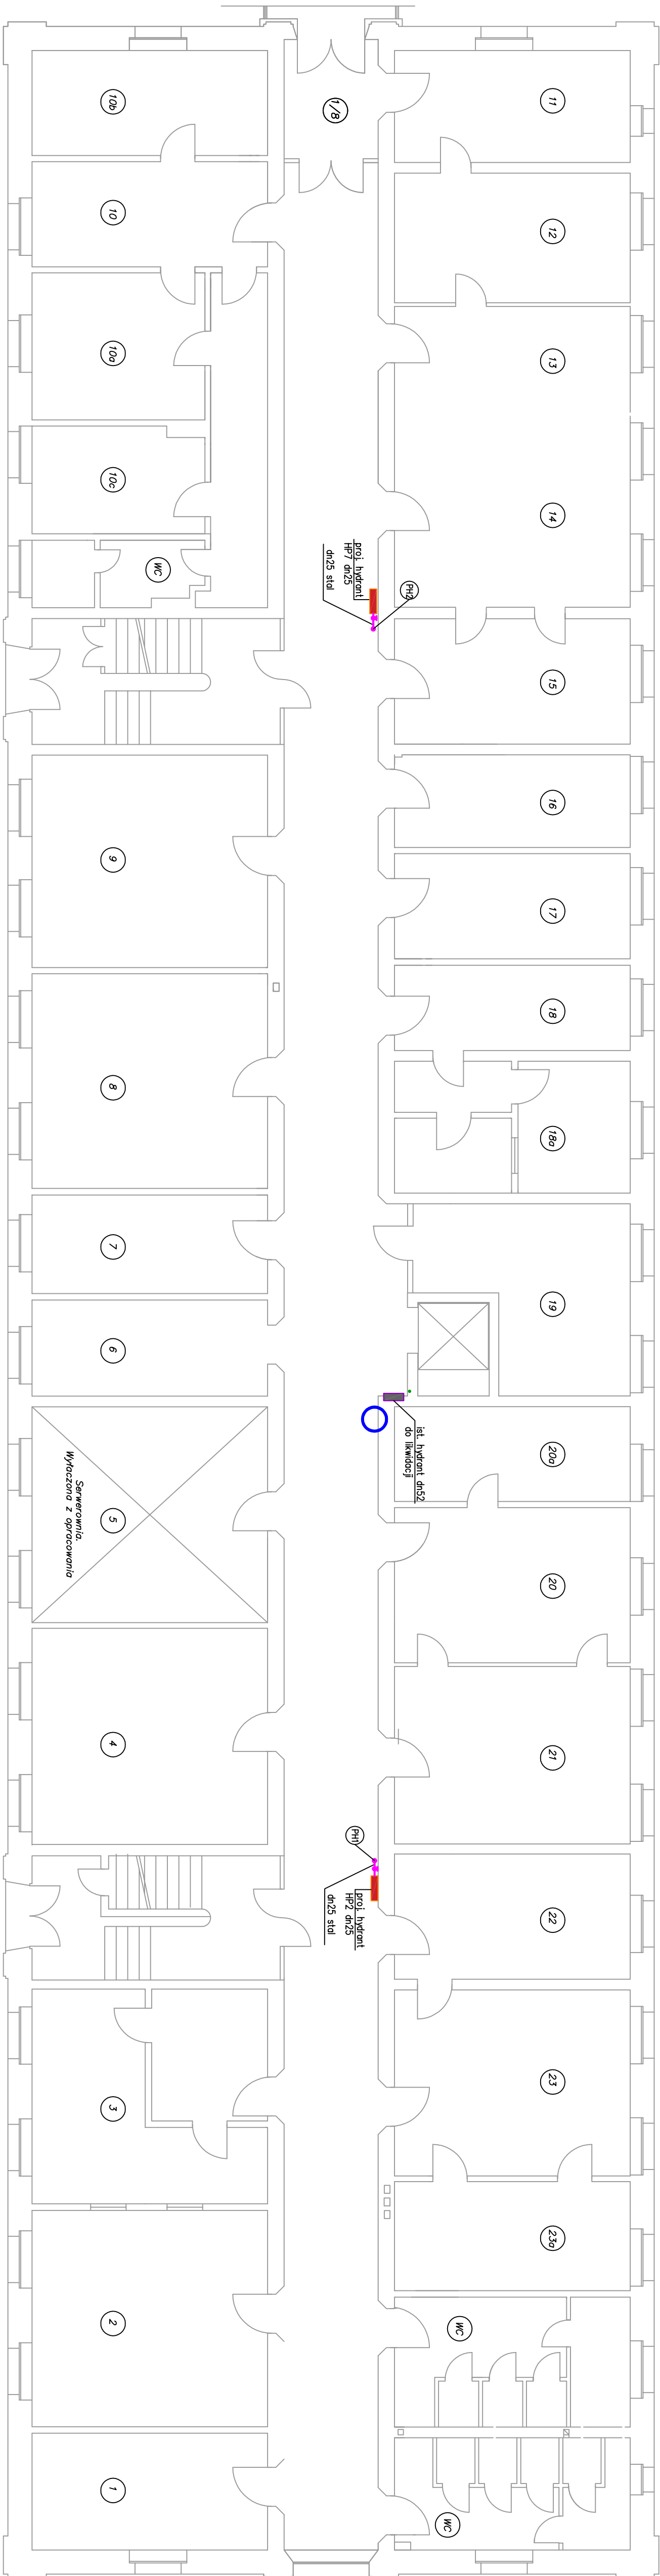 10b
1/8
11
10
12
10a
13
10c
14
WC
proj. hydrant
HP7 dn25
dn25 stal
PH2
15
16
9
17
18
8
18a
7
19
6
ist. hydrant dn52
do likwidacji
20a
Serwerownia.
Wyłączona z opracowania
5
20
4
21
PH1
proj. hydrant
HP2 dn25
dn25 stal
22
3
23
23a
2
WC
1
WC